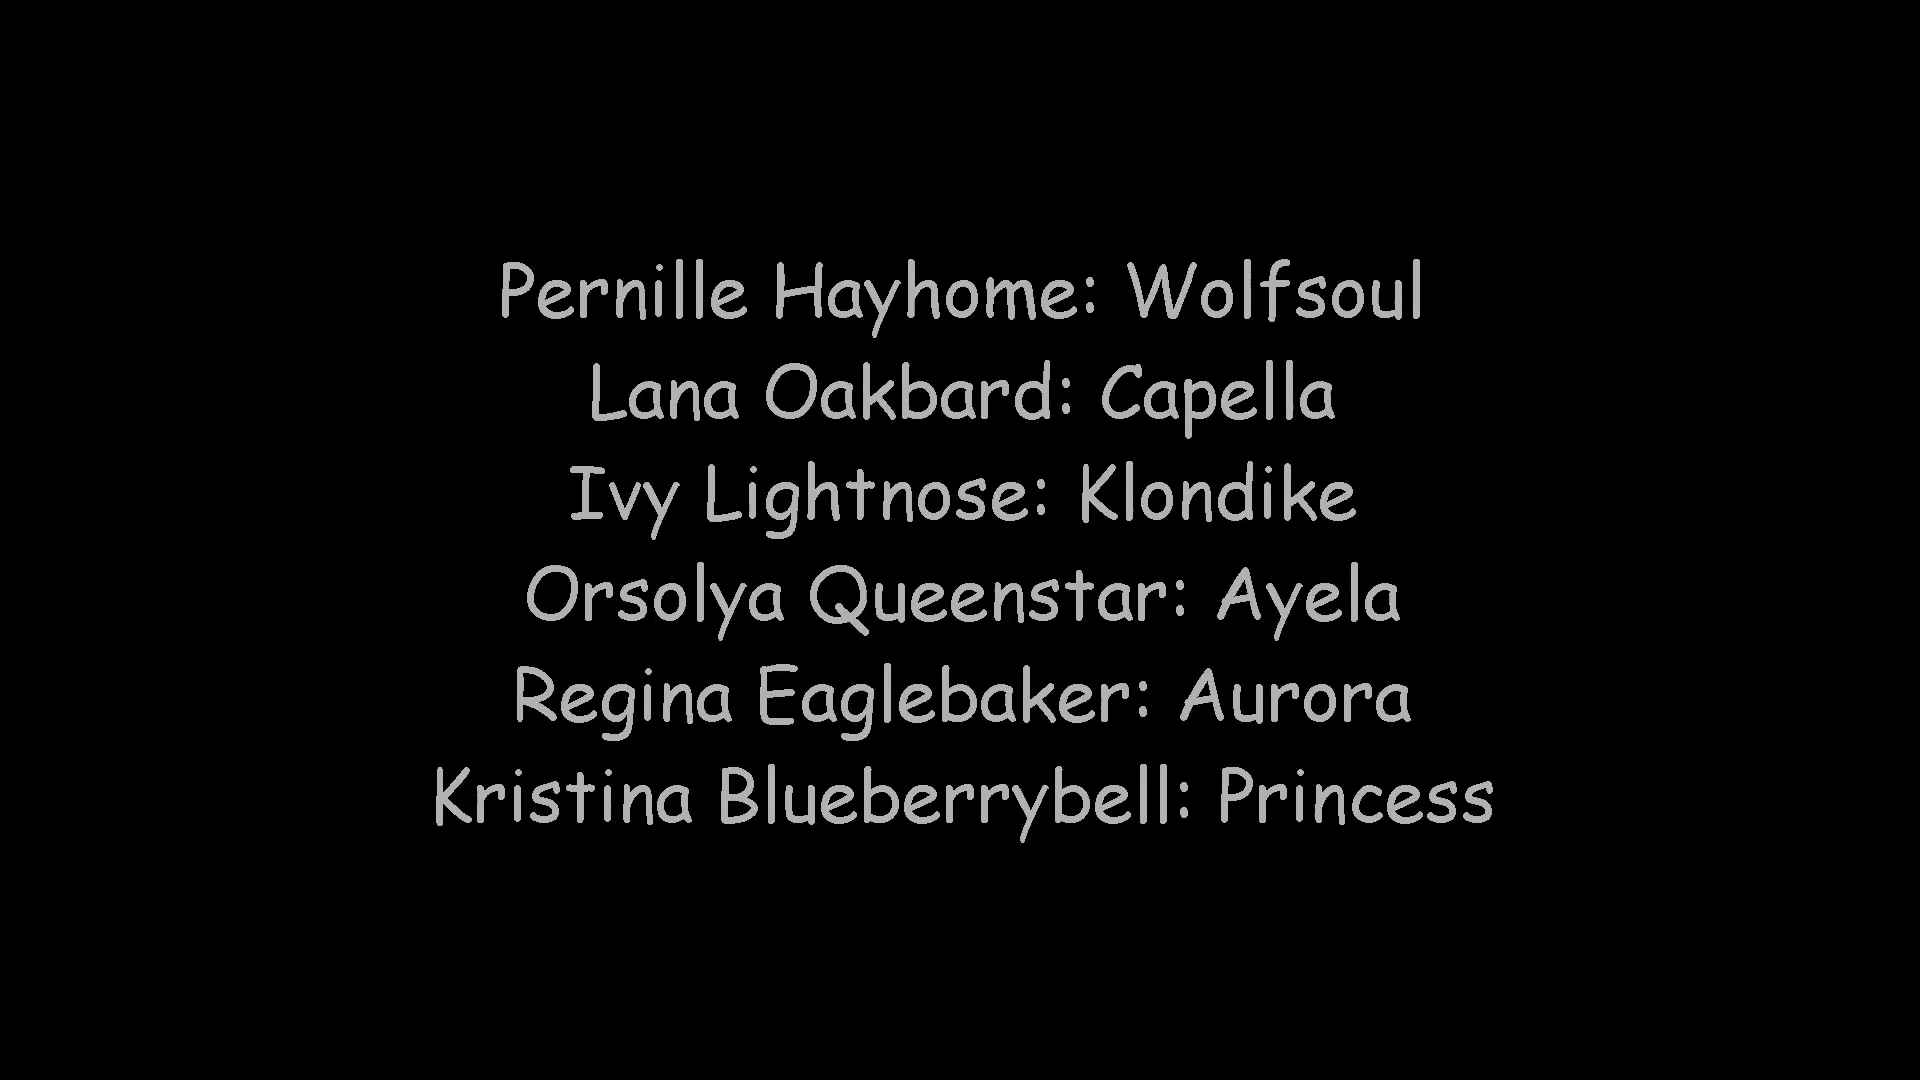 Pernille Hayhome: Wolfsoul
Lana Oakbard: Capella
Ivy Lightnose: Klondike
Orsolya Queenstar: Ayela
Regina Eaglebaker: Aurora
Kristina Blueberrybell: Princess